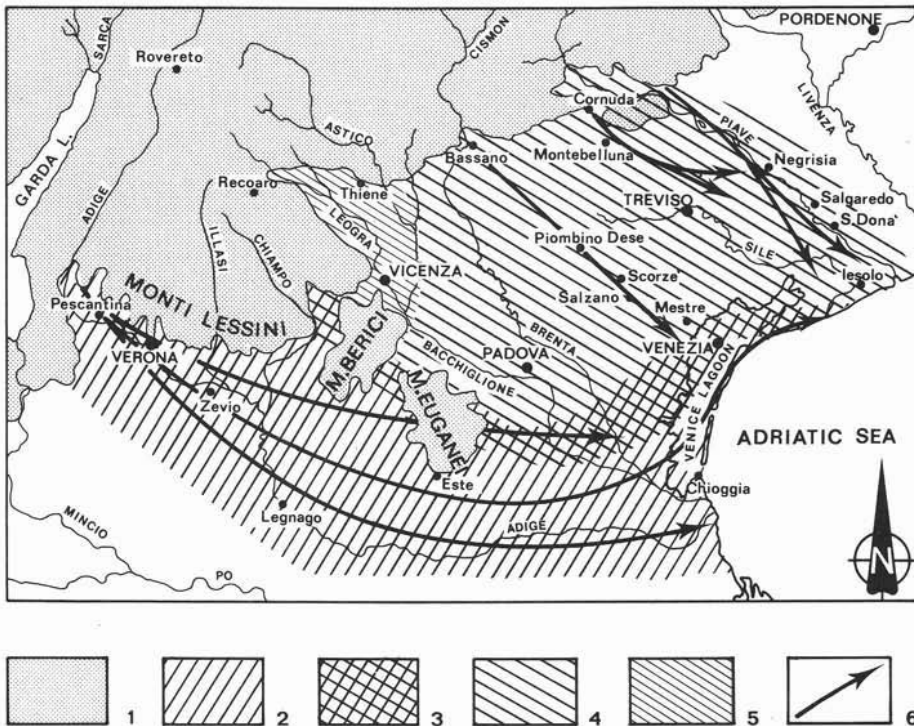 PORDENONE
SARCA
Rovereto
CISMON
LIVENZA
Cornuda
PIAVE
ASTICO
GARDA L.
Bassano
Montebelluna
Negrisia
ADIGE
Recoaro
Thiene
TREVISO
Salgaredo
S. Dona'
LEOGRA
ILLASI
CHIAMPO
Piombino Dese
SILE
VICENZA
Scorze
Iesolo
Salzano
MONTI LESSINI
Pescantina
Mestre
BRENTA
VERONA
M. BERICI
BACCHIGLIONE
PADOVA
VENEZIA
Zevio
M. EUGANEI
VENICE LAGOON
ADRIATIC SEA
Este
Chioggia
Legnago
ADIGE
MINCIO
PO
N
1 2 3 4 5 6